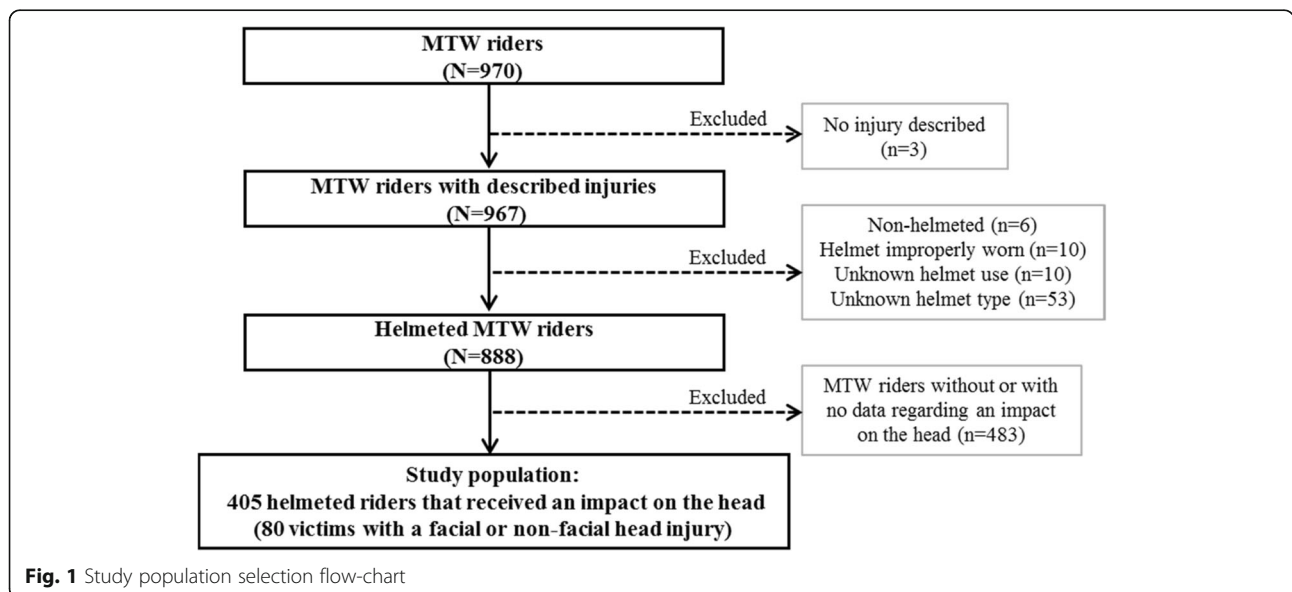 MTW riders
(N=970)
Excluded
No injury described
(n=3)
MTW riders with described injuries
(N=967)
Excluded
Non-helmeted (n=6)
Helmet improperly worn (n=10)
Unknown helmet use (n=10)
Unknown helmet type (n=53)
Helmeted MTW riders
(N=888)
Excluded
MTW riders without or with
no data regarding an impact
on the head (n=483)
Study population:
405 helmeted riders that received an impact on the head
(80 victims with a facial or non-facial head injury)
Fig. 1 Study population selection flow-chart